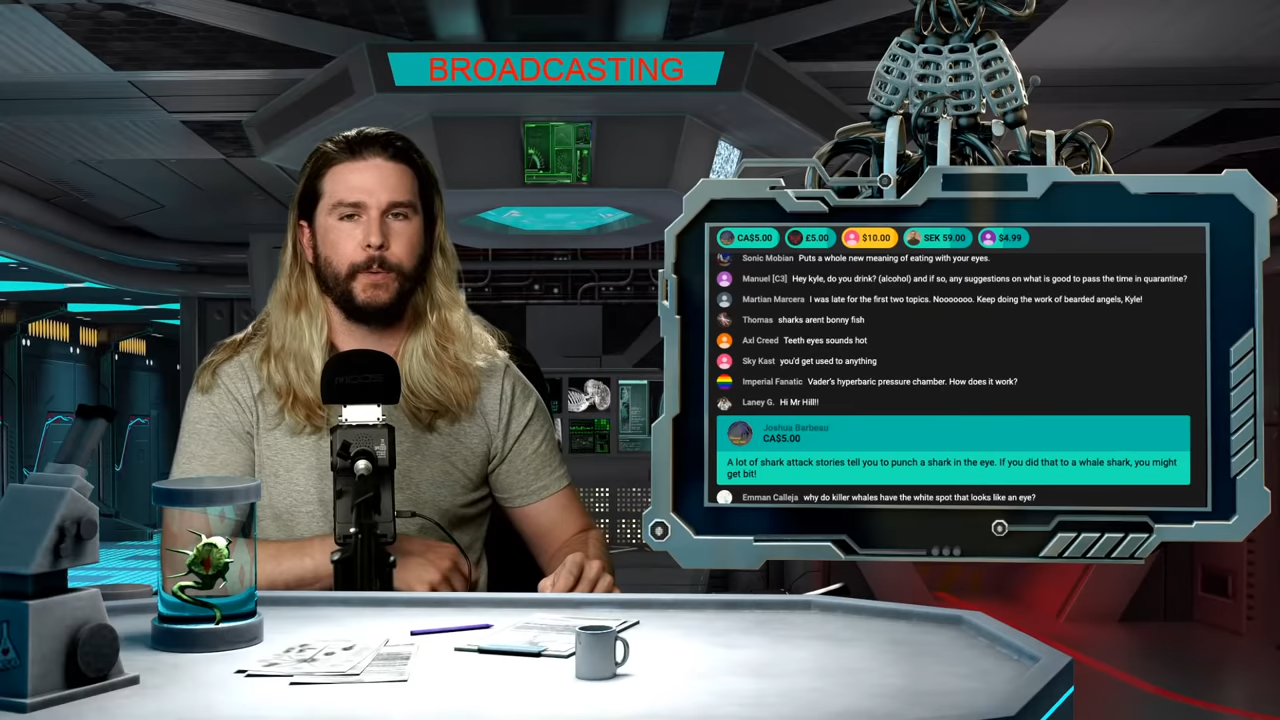 BROADCASTING
CA$5.00 £5.00 $10.00 SEK 59.00 $4.99
Sonic Mobian Puts a whole new meaning of eating with your eyes.
Manuel [C3] Hey kyle, do you drink? (alcohol) and if so, any suggestions on what is good to pass the time in quarantine?
Martian Marcera I was late for the first two topics. Nooooooo. Keep doing the work of bearded angels, Kyle!
Thomas sharks arent bonny fish
Axl Creed Teeth eyes sounds hot
Sky Kast you'd get used to anything
Imperial Fanatic Vader's hyperbaric pressure chamber. How does it work?
Laney G. Hi Mr Hill!!
Joshua Barbeau
CA$5.00
A lot of shark attack stories tell you to punch a shark in the eye. If you did that to a whale shark, you might
get bit!
Emman Calleja why do killer whales have the white spot that looks like an eye?